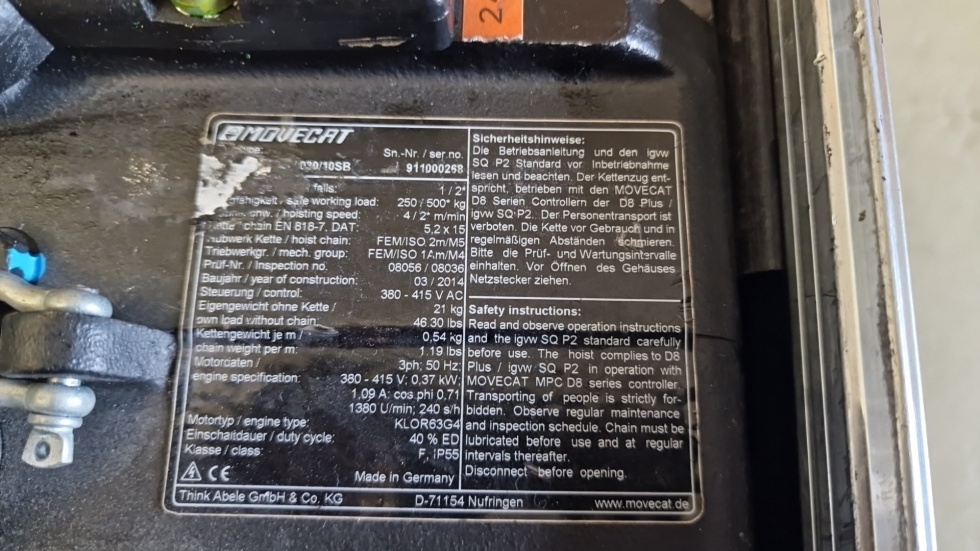 24
MOVECAT
Sn.-Nr. / ser.no.
030/10SB 911000268
falls: 1 / 2*
safe working load: 250 / 500* kg
/ hoisting speed: 4 / 2* m/min
chain EN 818-7, DAT: 5,2 x 15
Hubwerk Kette / hoist chain: FEM/ISO 2m/M5
Triebwerkgr. / mech. group: FEM/ISO 1Am/M4
Prüf-Nr. / Inspection no. 08056 / 08036
Baujahr / year of construction: 03 / 2014
Steuerung / control: 380 - 415 V AC
Eigengewicht ohne Kette / 21 kg
own load without chain: 46.30 lbs
Kettengewicht je m / 0,54 kg
chain weight per m: 1.19 lbs
Motordaten / 3ph; 50 Hz;
engine specification: 380 - 415 V; 0,37 kW;
1.09 A; cos phi 0,71
1380 U/min; 240 s/h
Motortyp / engine type: KLOR63G4
Einschaltdauer / duty cycle: 40 % ED
Klasse / class: F, IP55
CE Made in Germany
Sicherheitshinweise:
Die Betriebsanleitung und den igvw
SQ P2 Standard vor Inbetriebnahme
lesen und beachten. Der Kettenzug ent-
spricht, betrieben mit den MOVECAT
D8 Serien Controllern der D8 Plus /
igvw SQ P2. Der Personentransport ist
verboten. Die Kette vor Gebrauch und in
regelmäßigen Abständen schmieren.
Bitte die Prüf- und Wartungsintervalle
einhalten. Vor Öffnen des Gehäuses
Netzstecker ziehen.
Safety instructions:
Read and observe operation instructions
and the igvw SQ P2 standard carefully
before use. The hoist complies to D8
Plus / igvw SQ P2 in operation with
MOVECAT MPC D8 series controller.
Transporting of people is strictly for-
bidden. Observe regular maintenance
and inspection schedule. Chain must be
lubricated before use and at regular
intervals thereafter.
Disconnect before opening.
Think Abele GmbH & Co. KG D-71154 Nufringen www.movecat.de